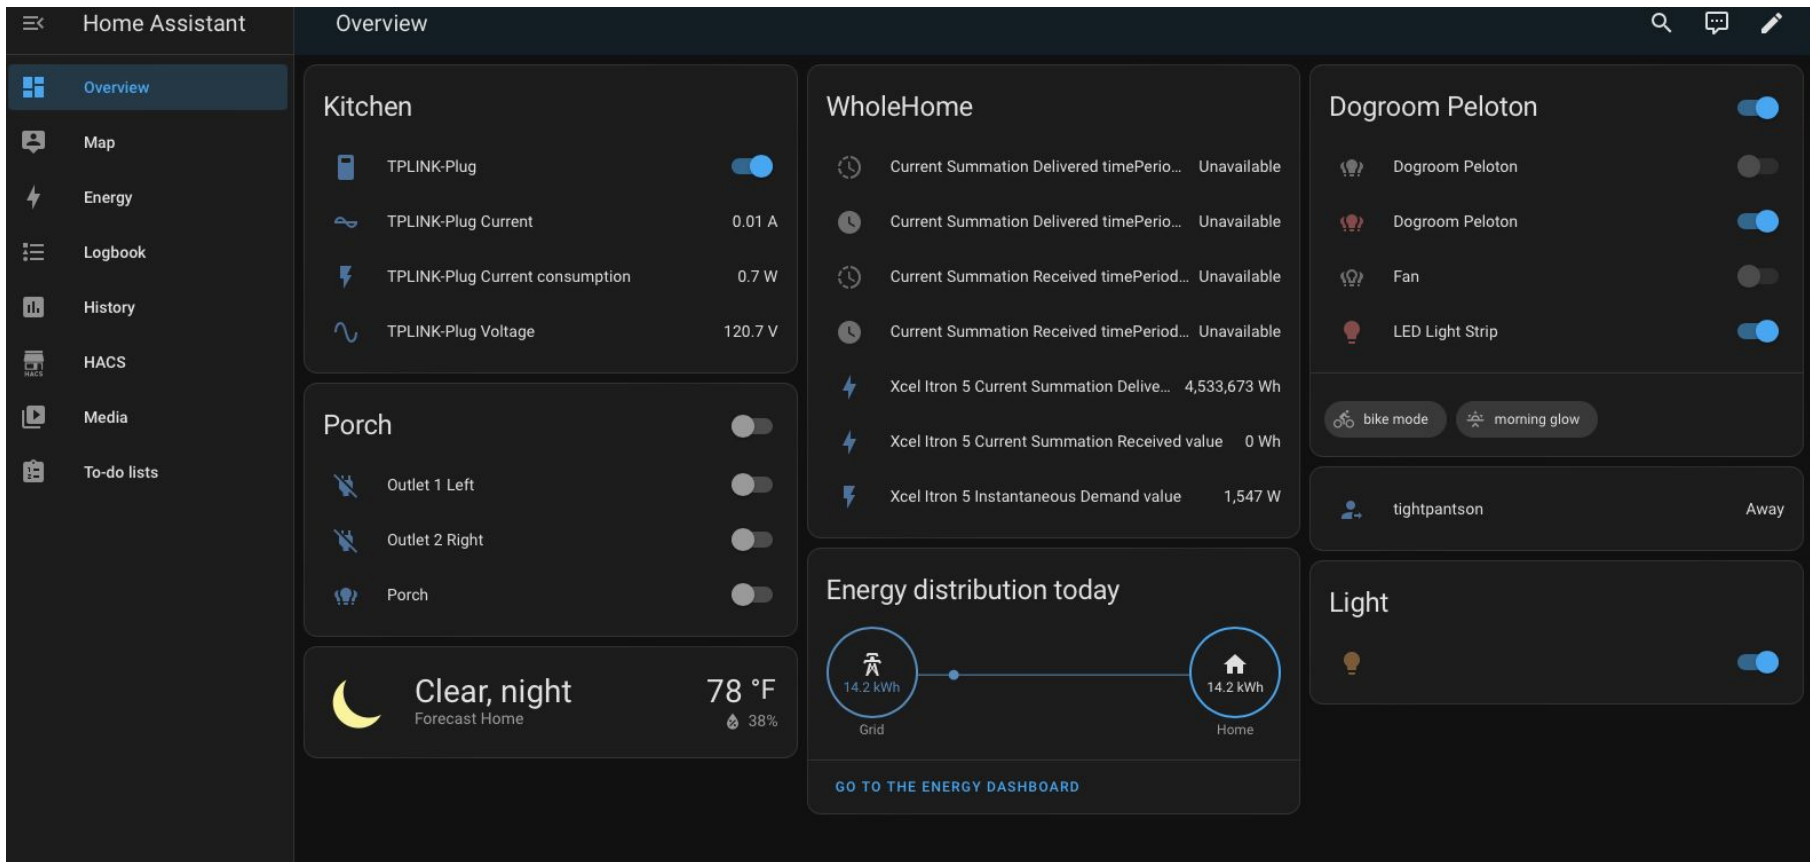 Home Assistant
Overview
Overview
Map
Energy
Logbook
History
HACS
HACS
Media
To-do lists
Kitchen
TPLINK-Plug
TPLINK-Plug Current 0.01 A
TPLINK-Plug Current consumption 0.7 W
TPLINK-Plug Voltage 120.7 V
Porch
Outlet 1 Left
Outlet 2 Right
Porch
Clear, night 78 °F
Forecast Home 38%
WholeHome
Current Summation Delivered timePerio... Unavailable
Current Summation Delivered timePerio... Unavailable
Current Summation Received timePeriod... Unavailable
Current Summation Received timePeriod... Unavailable
Xcel Itron 5 Current Summation Delive... 4,533,673 Wh
Xcel Itron 5 Current Summation Received value 0 Wh
Xcel Itron 5 Instantaneous Demand value 1,547 W
Energy distribution today
14.2 kWh 14.2 kWh
Grid Home
GO TO THE ENERGY DASHBOARD
Dogroom Peloton
Dogroom Peloton
Dogroom Peloton
Fan
LED Light Strip
bike mode morning glow
tightpantson Away
Light